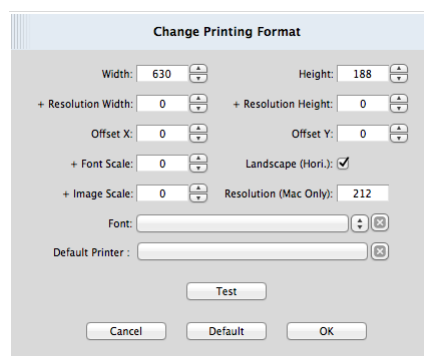 Change Printing Format
Width: 630 Height: 188
+ Resolution Width: 0 + Resolution Height: 0
Offset X: 0 Offset Y: 0
+ Font Scale: 0 Landscape (Hori.):
+ Image Scale: 0 Resolution (Mac Only): 212
Font:
Default Printer :
Test
Cancel Default OK